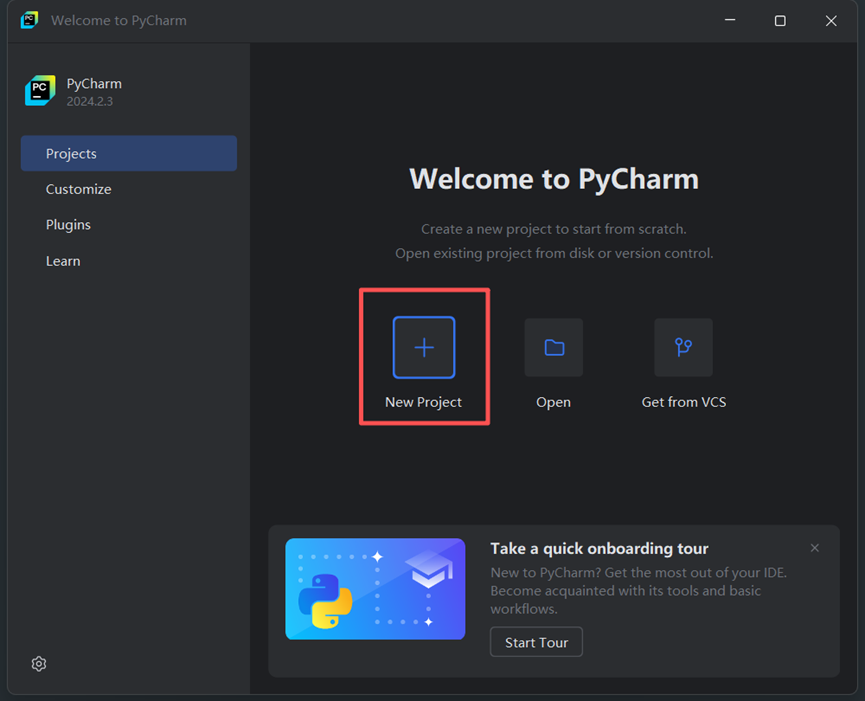 Welcome to PyCharm
PyCharm
2024.2.3
Projects
Customize
Plugins
Learn
Welcome to PyCharm
Create a new project to start from scratch.
Open existing project from disk or version control.
New Project
Open
Get from VCS
Take a quick onboarding tour
New to PyCharm? Get the most out of your IDE.
Become acquainted with its tools and basic
workflows.
Start Tour